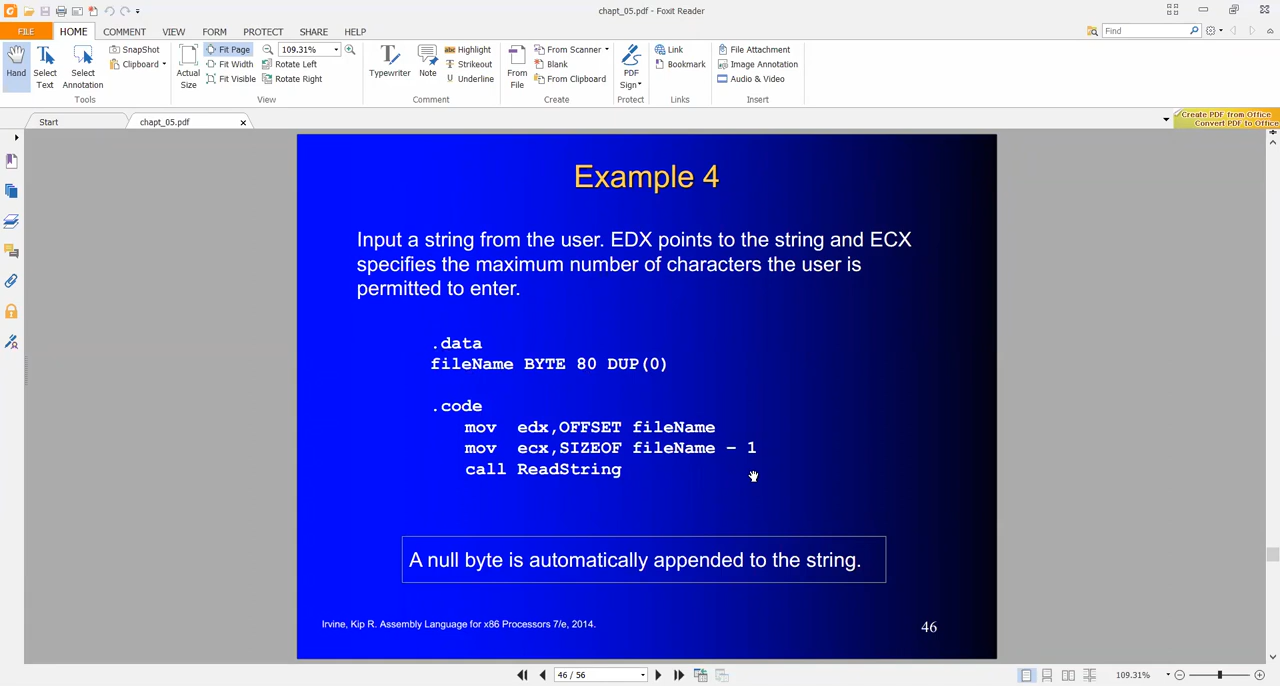 chapt_05.pdf - Foxit Reader
FILE HOME COMMENT VIEW FORM PROTECT SHARE HELP
Find
Hand
Select Text
Select Annotation
SnapShot
Clipboard
Tools
Actual Size
Fit Page
Fit Width
Fit Visible
109.31%
Rotate Left
Rotate Right
View
Typewriter
Note
Highlight
Strikeout
Underline
Comment
From File
From Scanner
Blank
From Clipboard
Create
PDF Sign
Protect
Link
Bookmark
Links
File Attachment
Image Annotation
Audio & Video
Insert
Start
chapt_05.pdf
Create PDF from Office
Convert PDF to Office
Example 4
Input a string from the user. EDX points to the string and ECX
specifies the maximum number of characters the user is
permitted to enter.
.data
fileName BYTE 80 DUP(0)
.code
mov edx,OFFSET fileName
mov ecx,SIZEOF fileName – 1
call ReadString
A null byte is automatically appended to the string.
Irvine, Kip R. Assembly Language for x86 Processors 7/e, 2014.
46
46 / 56
109.31%